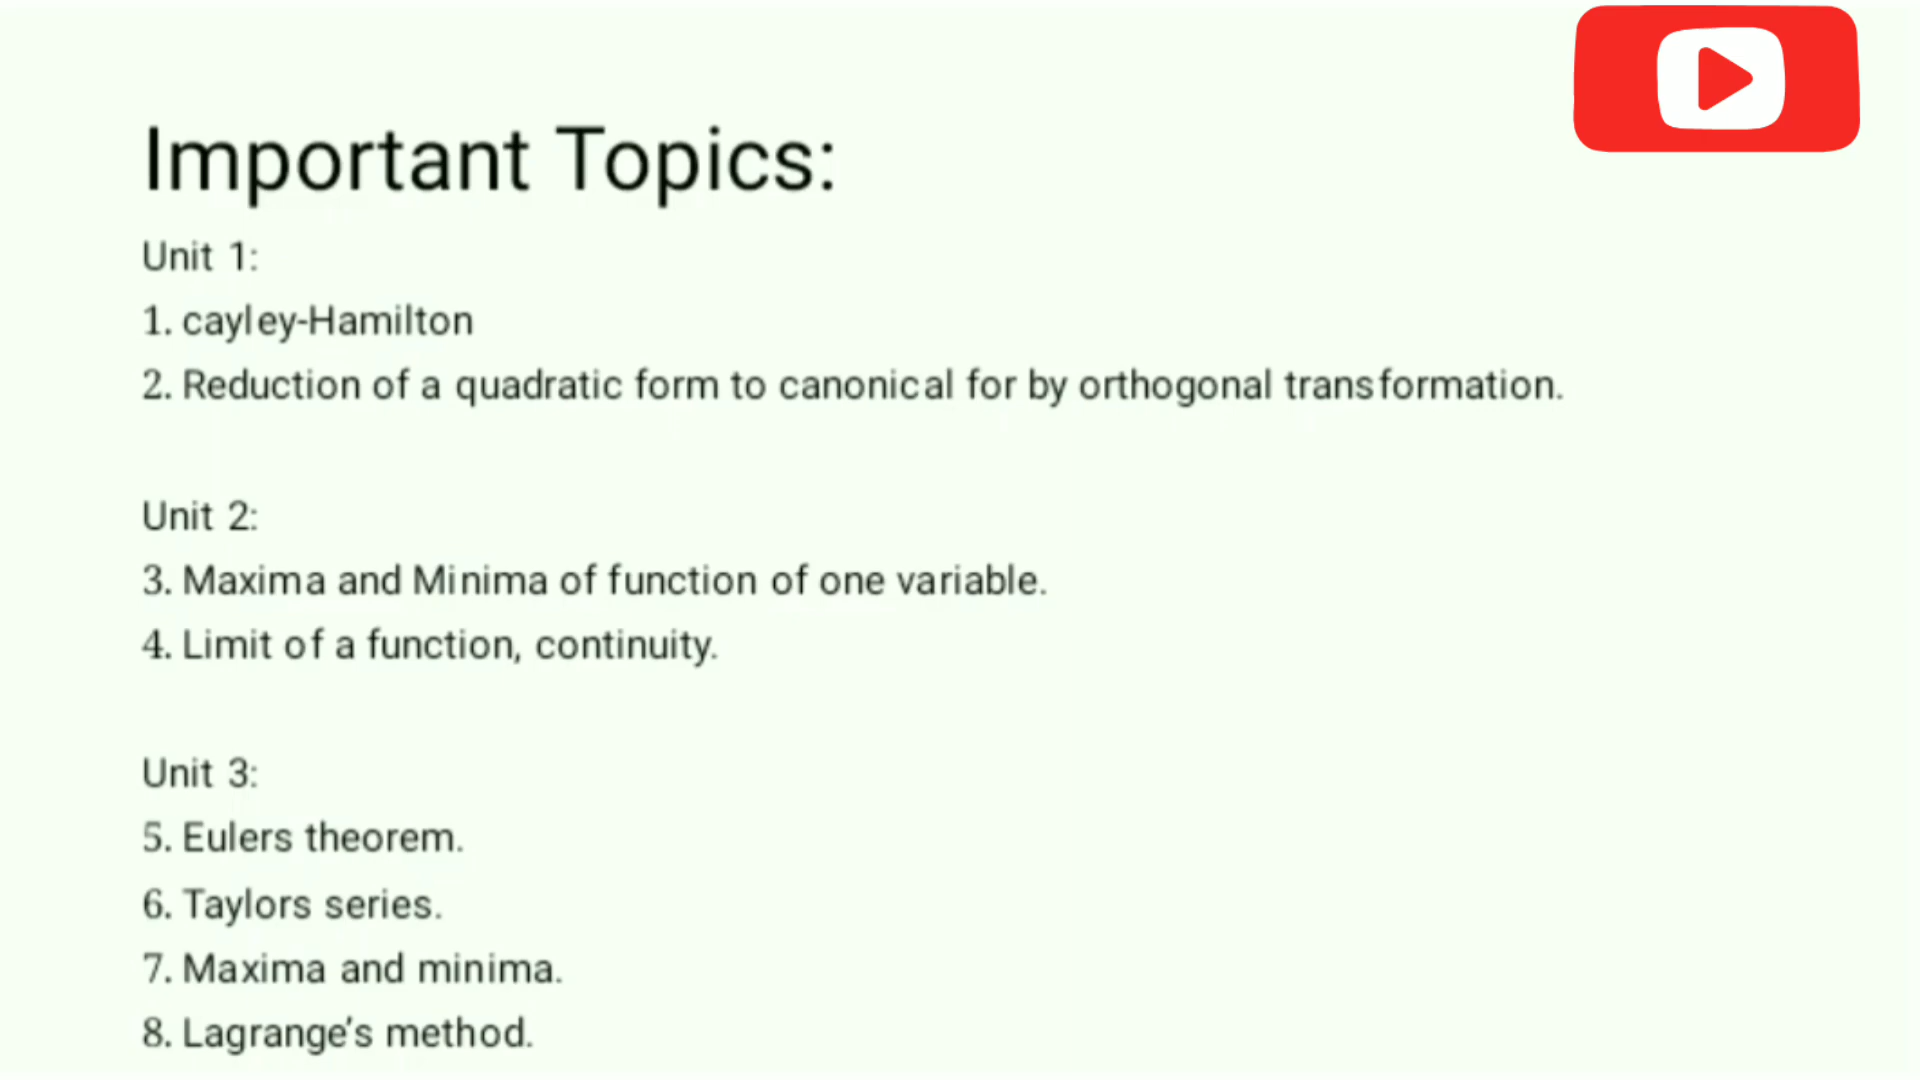 Important Topics:
Unit 1:
1. cayley-Hamilton
2. Reduction of a quadratic form to canonical for by orthogonal transformation.
Unit 2:
3. Maxima and Minima of function of one variable.
4. Limit of a function, continuity.
Unit 3:
5. Eulers theorem.
6. Taylors series.
7. Maxima and minima.
8. Lagrange's method.